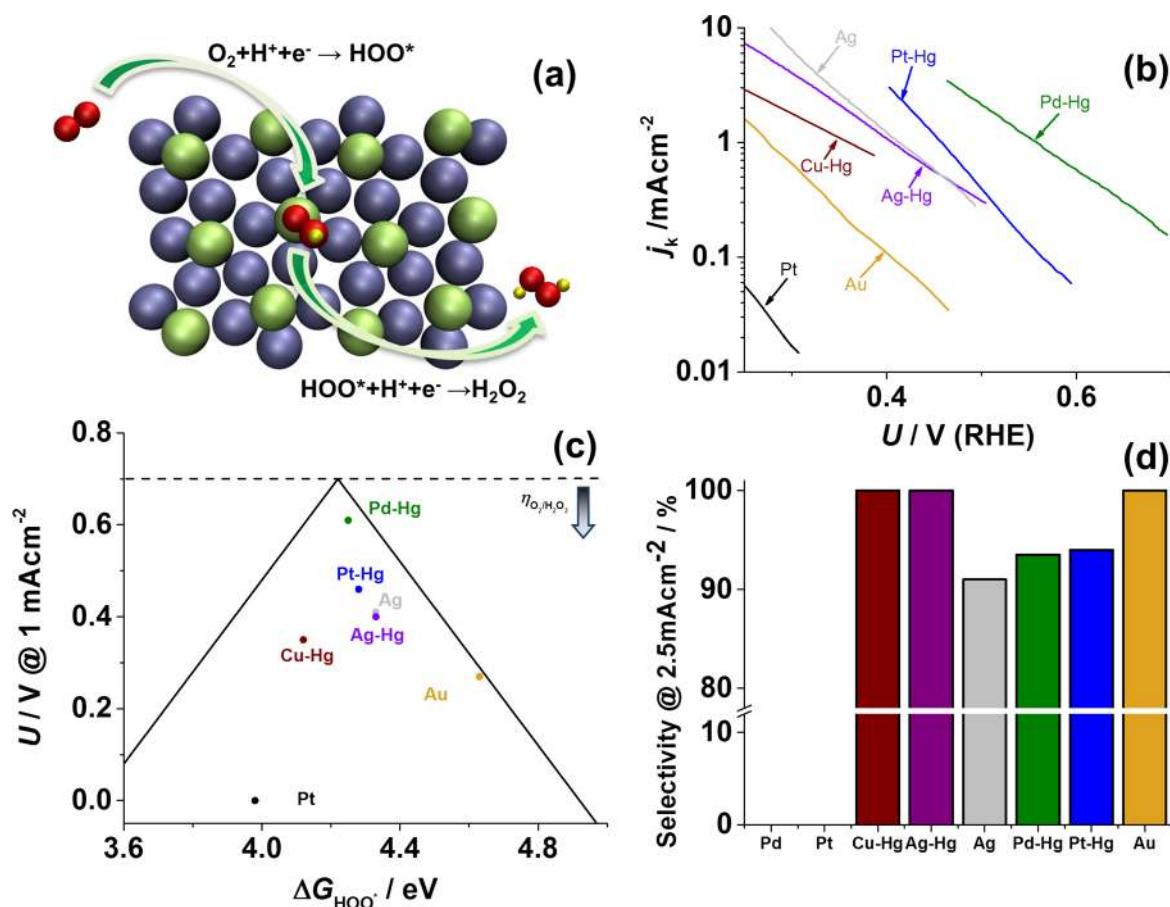 (a)
O₂+H⁺+e⁻ → HOO*
HOO*+H⁺+e⁻→H₂O₂
(b)
jₖ /mAcm⁻²
10
1
0.1
0.01
Ag
Pt-Hg
Pd-Hg
Cu-Hg
Ag-Hg
Au
Pt
0.4
0.6
U / V (RHE)
(c)
U / V @ 1 mAcm⁻²
0.8
0.6
0.4
0.2
0.0
η O₂/H₂O₂
Pd-Hg
Pt-Hg
Ag
Ag-Hg
Cu-Hg
Au
Pt
3.6
4.0
4.4
4.8
ΔG HOO* / eV
(d)
Selectivity @ 2.5mAcm⁻² / %
100
90
80
10
0
Pd
Pt
Cu-Hg
Ag-Hg
Ag
Pd-Hg
Pt-Hg
Au